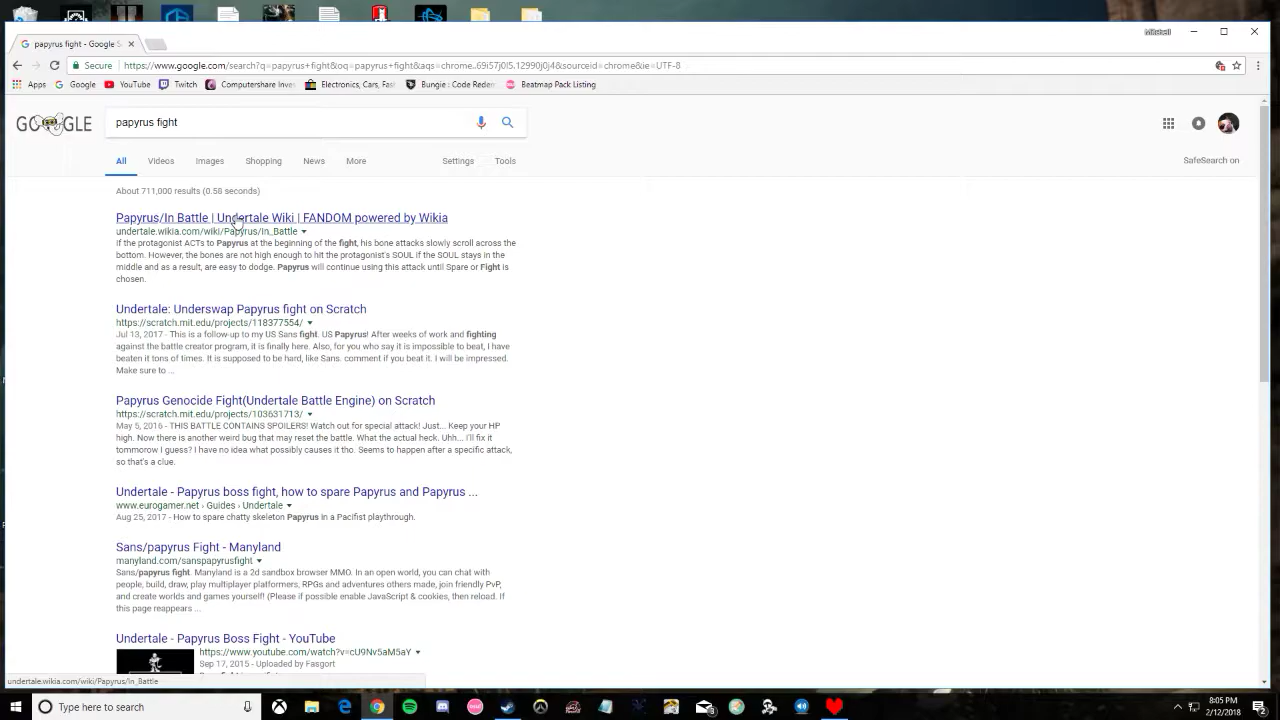 Mitchell
papyrus fight - Google S
Secure
https://www.google.com/search?q=papyrus+fight&oq=papyrus+fight&aqs=chrome..69i57j0l5.12990j0j4&sourceid=chrome&ie=UTF-8
Apps Google YouTube Twitch Computershare Inves Electronics, Cars, Fas Bungie : Code Redem Beatmap Pack Listing
GOOGLE
papyrus fight
All Videos Images Shopping News More Settings Tools
SafeSearch on
About 711,000 results (0.58 seconds)
Papyrus/In Battle | Undertale Wiki | FANDOM powered by Wikia
undertale.wikia.com/wiki/Papyrus/In_Battle
If the protagonist ACTs to Papyrus at the beginning of the fight, his bone attacks slowly scroll across the
bottom. However, the bones are not high enough to hit the protagonist's SOUL if the SOUL stays in the
middle and as a result, are easy to dodge. Papyrus will continue using this attack until Spare or Fight is
chosen.
Undertale: Underswap Papyrus fight on Scratch
https://scratch.mit.edu/projects/118377554/
Jul 13, 2017 - This is a follow-up to my US Sans fight. US Papyrus! After weeks of work and fighting
against the battle creator program, it is finally here. Also, for you who say it is impossible to beat, I have
beaten it tons of times. It is supposed to be hard, like Sans. comment if you beat it. I will be impressed.
Make sure to ...
Papyrus Genocide Fight(Undertale Battle Engine) on Scratch
https://scratch.mit.edu/projects/103631713/
May 5, 2016 - THIS BATTLE CONTAINS SPOILERS! Watch out for special attack! Just... Keep your HP
high. Now there is another weird bug that may reset the battle. What the actual heck. Uhh... I'll fix it
tommorow I guess? I have no idea what possibly causes it tho. Seems to happen after a specific attack,
so that's a clue.
Undertale - Papyrus boss fight, how to spare Papyrus and Papyrus ...
www.eurogamer.net › Guides › Undertale
Aug 25, 2017 - How to spare chatty skeleton Papyrus in a Pacifist playthrough.
Sans/papyrus Fight - Manyland
manyland.com/sanspapyrusfight
Sans/papyrus fight. Manyland is a 2d sandbox browser MMO. In an open world, you can chat with
people, build, draw, play multiplayer platformers, RPGs and adventures others made, join friendly PvP,
and create worlds and games yourself! (Please if possible enable JavaScript & cookies, then reload. If
this page reappears ...
Undertale - Papyrus Boss Fight - YouTube
https://www.youtube.com/watch?v=cU9Nv5aM5aY
Sep 17, 2015 - Uploaded by Fasgort
undertale.wikia.com/wiki/Papyrus/In_Battle
Type here to search
8:05 PM
2/12/2018